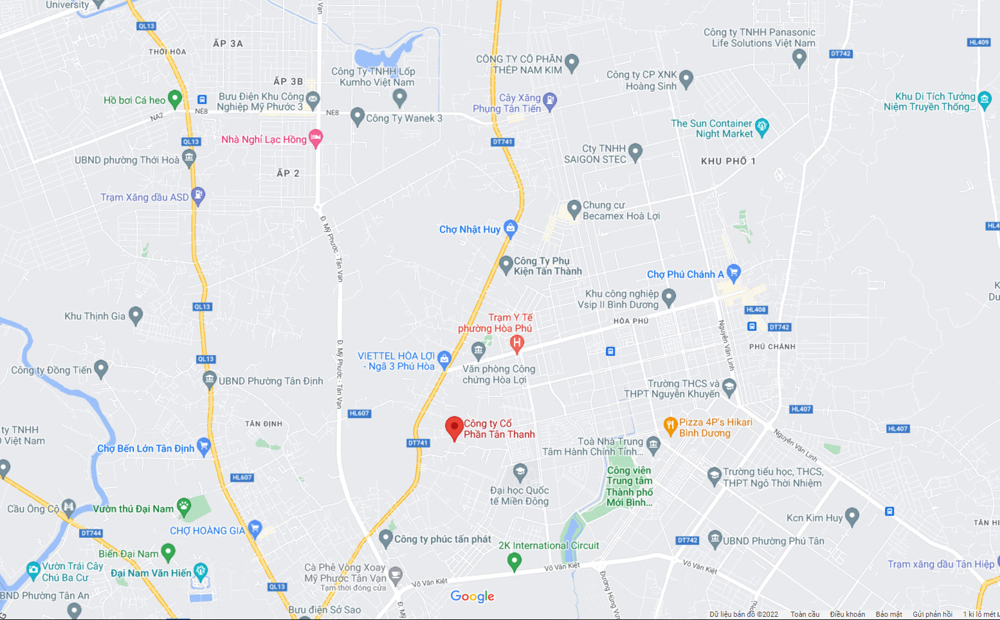 University
Vạn
QL13
THỚI HÒA
ẤP 3A
Công ty TNHH Panasonic
Life Solutions Việt Nam
HL409
DT742
CÔNG TY CỔ PHẦN
THÉP NAM KIM
Công Ty TNHH Lốp
Kumho Việt Nam
Công ty CP XNK
Hoàng Sinh
ẤP 3B
Hồ bơi Cá heo
Bưu Điện Khu Công
Nghiệp Mỹ Phước 3
Cây Xăng
Phụng Tân Tiến
Khu Di Tích Tưởng
Niệm Truyền Thống...
NA2
NE8
NE8
Công Ty Wanek 3
The Sun Container
Night Market
Nhà Nghỉ Lạc Hồng
QL13
DT741
UBND phường Thới Hoà
Cty TNHH
SAIGON STEC
KHU PHỐ 1
ẤP 2
Trạm Xăng dầu ASD
Chung cư
Becamex Hoà Lợi
Đ. Mỹ Phước - Tân Vạn
Chợ Nhật Huy
HL4
Công Ty Phụ
Kiện Tấn Thành
Chợ Phú Chánh A
K
Du
Khu công nghiệp
Vsip II Bình Dương
QL13
HL408
Khu Thịnh Gia
Trạm Y Tế
phường Hòa Phú
HÒA PHÚ
DT742
Nguyễn Văn Linh
PHÚ CHÁNH
Đ. Mỹ Phước - Tân Vạn
VIETTEL HÒA LỢI
- Ngã 3 Phú Hòa
QL13
Công ty Đồng Tiến
Văn phòng Công
chứng Hòa Lợi
UBND Phường Tân Định
Trường THCS và
THPT Nguyễn Khuyến
HL607
HL407
TÂN ĐỊNH
Công ty Cổ
Phần Tân Thanh
Pizza 4P's Hikari
Bình Dương
HL407
ty TNHH
Việt Nam
DT741
Toà Nhà Trung
Tâm Hành Chính Tỉnh...
Nguyễn Văn Linh
Chợ Bến Lớn Tân Định
HL607
Công viên
Trung tâm
Thành phố
Mới Bình...
Trường tiểu học, THCS,
THPT Ngô Thời Nhiệm
Đại học Quốc
tế Miền Đông
Cầu Ông Cộ
Vườn thú Đại Nam
Kcn Kim Huy
DT744
CHỢ HOÀNG GIA
TÂN HI
Công ty phúc tấn phát
DT742
UBND Phường Phú Tân
Biển Đại Nam
2K International Circuit
Vườn Trái Cây
Chú Ba Cư
Đại Nam Văn Hiến
Cà Phê Vòng Xoay
Mỹ Phước Tân Vạn
Tạm thời đóng cửa
Võ Văn Kiệt
Võ Văn Kiệt
Trạm xăng dầu Tân Hiệp
Võ Văn Kiệt
QL13
BND Phường Tân An
Google
Đường Hùng Vư
Phú
Đ. Mỹ
Bưu điện Sở Sao
Dữ liệu bản đồ ©2022 Toàn cầu Điều khoản Bảo mật Gửi phản hồi 1 ki lô mét